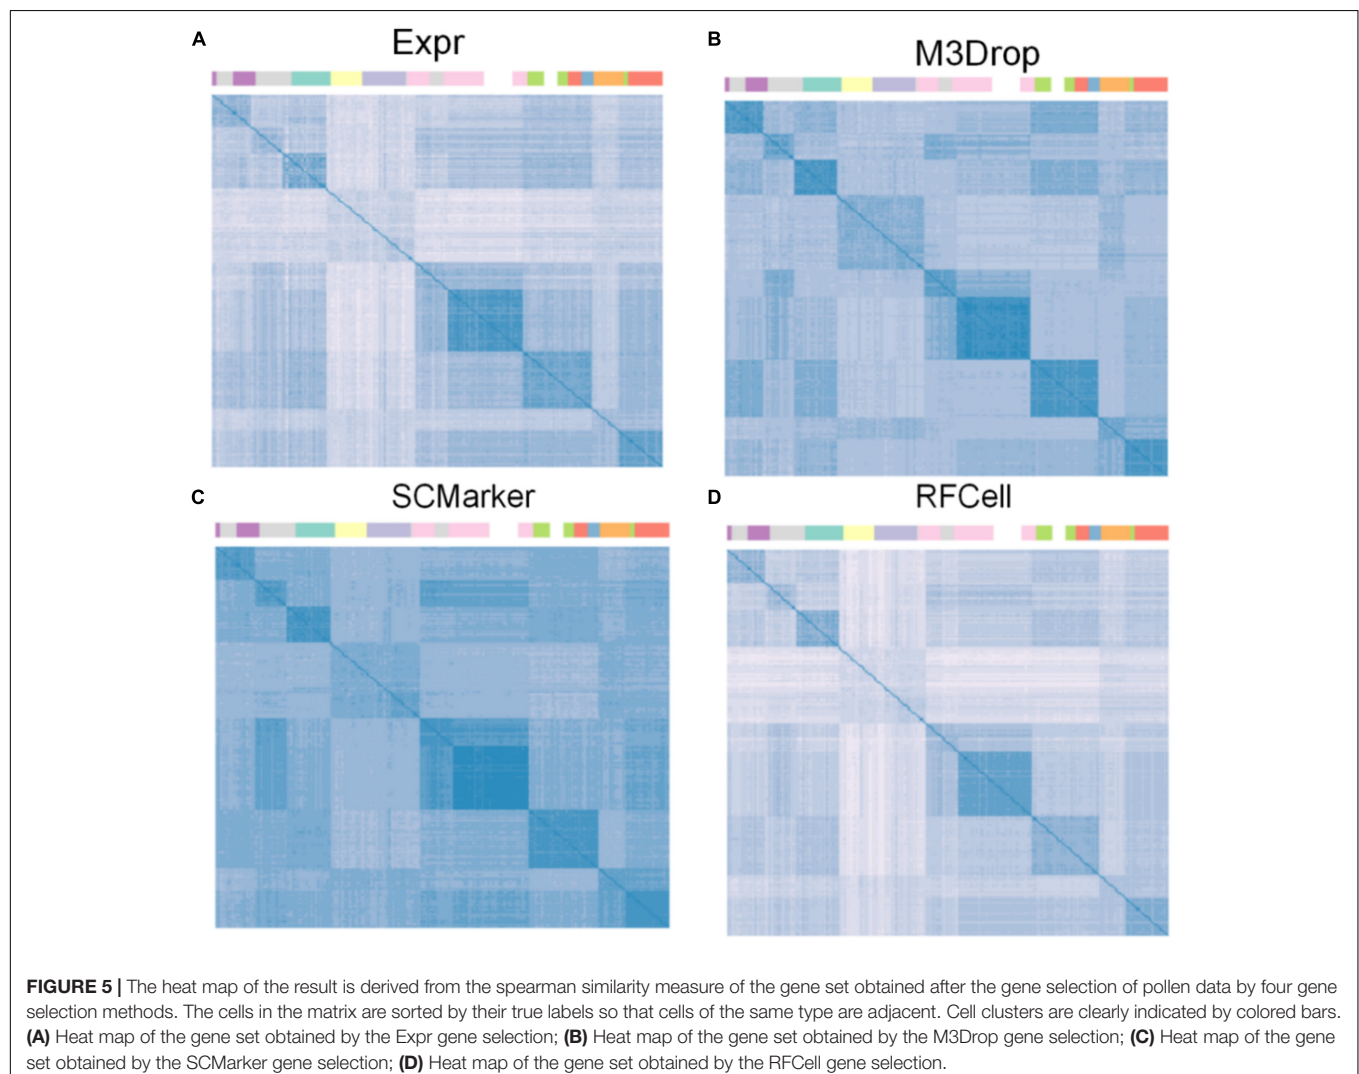 A
Expr
B
M3Drop
C
SCMarker
D
RFCell
FIGURE 5 | The heat map of the result is derived from the spearman similarity measure of the gene set obtained after the gene selection of pollen data by four gene
selection methods. The cells in the matrix are sorted by their true labels so that cells of the same type are adjacent. Cell clusters are clearly indicated by colored bars.
(A) Heat map of the gene set obtained by the Expr gene selection; (B) Heat map of the gene set obtained by the M3Drop gene selection; (C) Heat map of the gene
set obtained by the SCMarker gene selection; (D) Heat map of the gene set obtained by the RFCell gene selection.